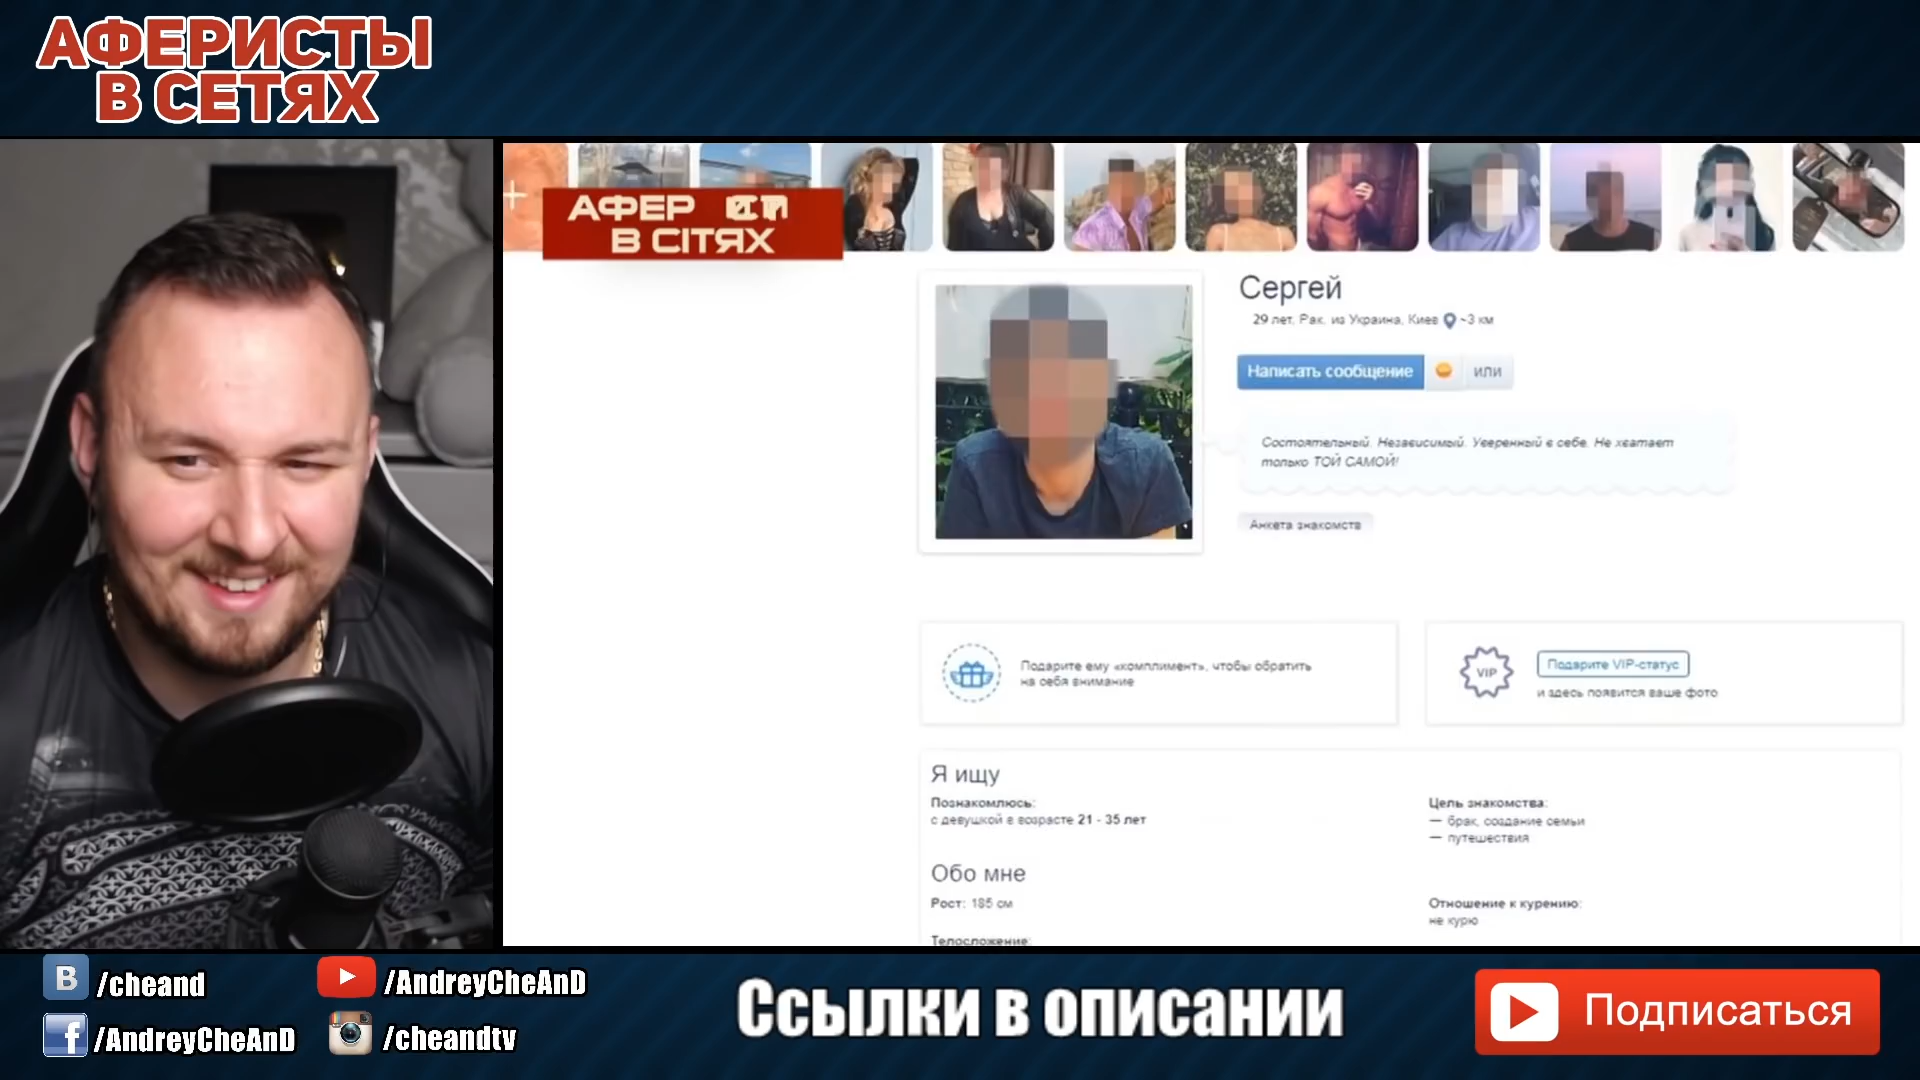 АФЕРИСТЫ
В СЕТЯХ
В СІТЯХ
Сергей
29 лет, Рак, из Украина, Киев ~3 км
Написать сообщение
или
Состоятельный. Независимый. Уверенный в себе. Не хватает
только ТОЙ САМОЙ!
Анкета знакомств
Подарите ему «комплимент», чтобы обратить
на себя внимание
VIP
Подарите VIP-статус
и здесь появится ваше фото
Я ищу
Познакомлюсь:
с девушкой в возрасте 21 - 35 лет
Цель знакомства:
— брак, создание семьи
— путешествия
Обо мне
Рост: 185 см
Отношение к курению:
не курю
Телосложение:
B /cheand
/AndreyCheAnD
f /AndreyCheAnD
/cheandtv
Ссылки в описании
Подписаться